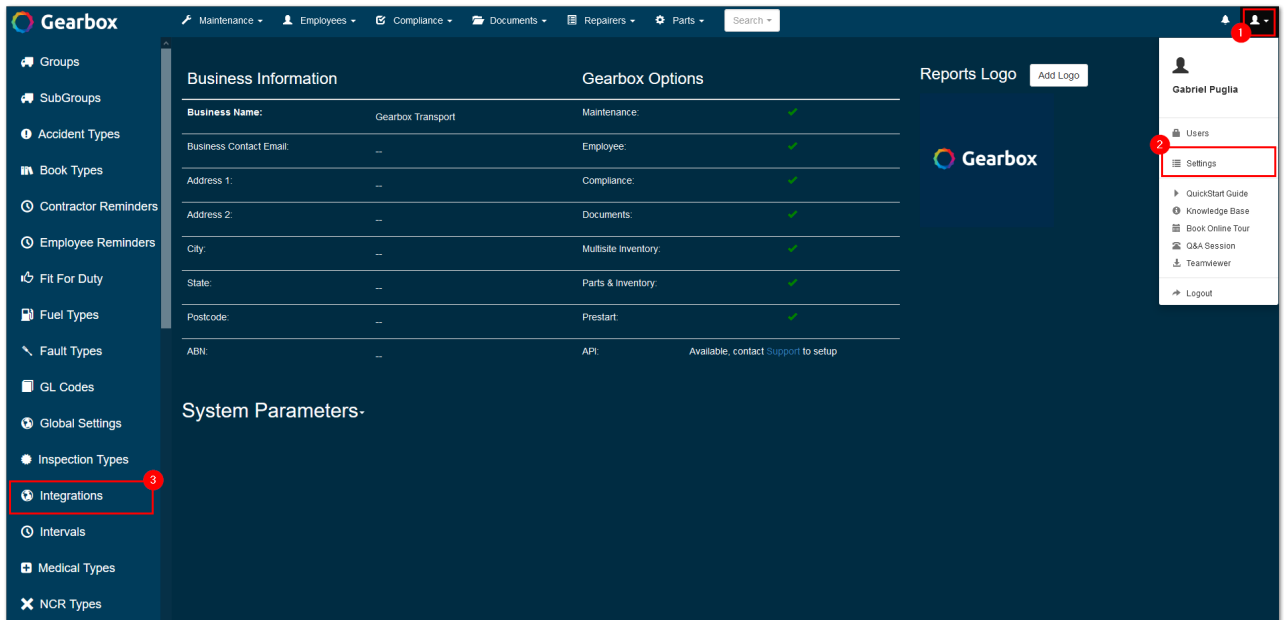 Gearbox
Maintenance
Employees
Compliance
Documents
Repairers
Parts
Search
1
Groups
SubGroups
Accident Types
Book Types
Contractor Reminders
Employee Reminders
Fit For Duty
Fuel Types
Fault Types
GL Codes
Global Settings
Inspection Types
3
Integrations
Intervals
Medical Types
NCR Types
Business Information
Business Name: Gearbox Transport
Business Contact Email: --
Address 1: --
Address 2: --
City: --
State: --
Postcode: --
ABN: --
Gearbox Options
Maintenance:
Employee:
Compliance:
Documents:
Multisite Inventory:
Parts & Inventory:
Prestart:
API: Available, contact Support to setup
System Parameters
Reports Logo
Add Logo
Gearbox
Gabriel Puglia
Users
2
Settings
QuickStart Guide
Knowledge Base
Book Online Tour
Q&A Session
Teamviewer
Logout